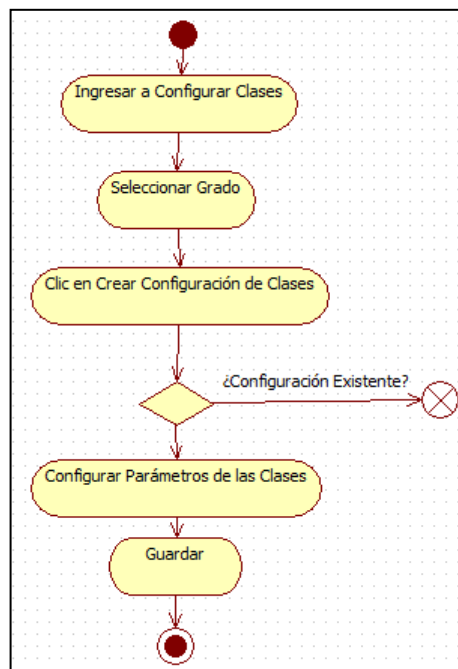 Ingresar a Configurar Clases
Seleccionar Grado
Clic en Crear Configuración de Clases
¿Configuración Existente?
Configurar Parámetros de las Clases
Guardar